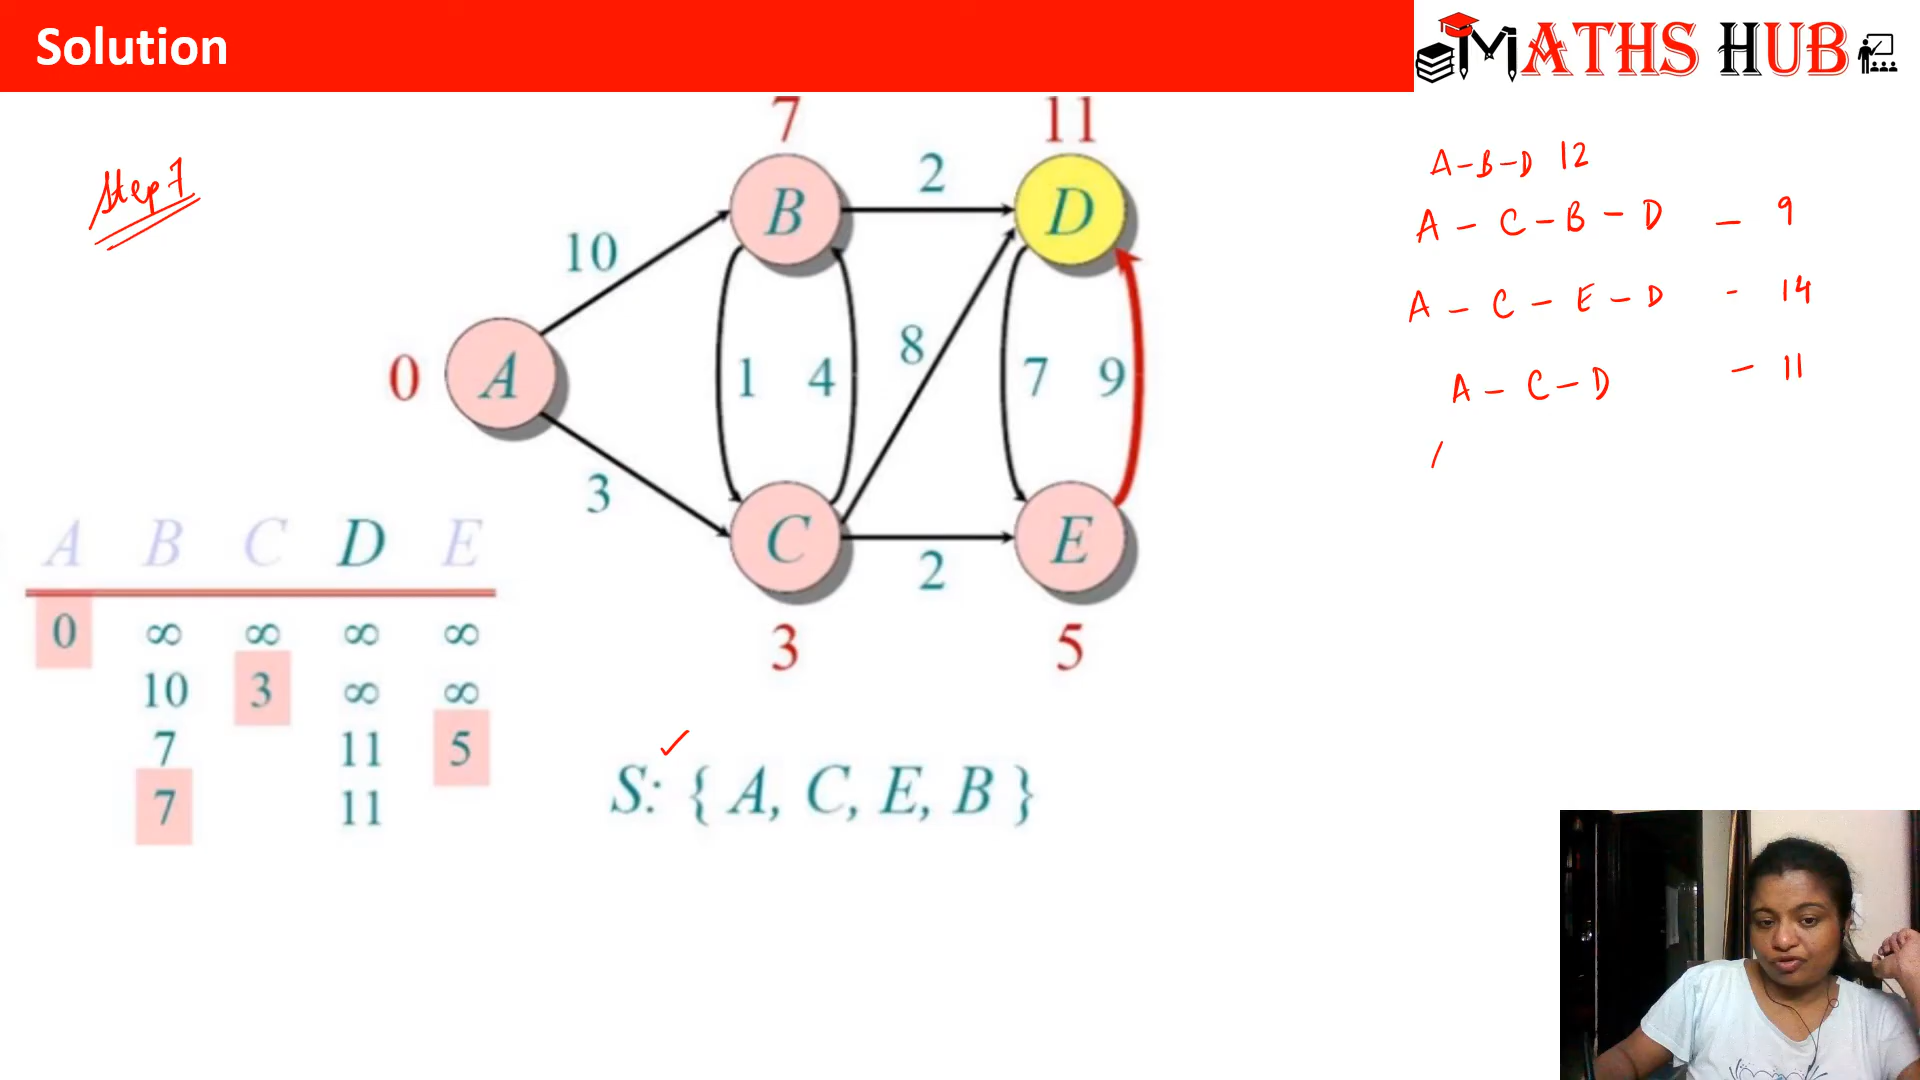 Solution
MATHS HUB
Step 7
7
11
A-B-D 12
A - C - B - D - 9
A - C - E - D - 14
A - C - D - 11
B
2
D
10
0
A
1
4
8
7
9
3
C
2
E
3
5
A B C D E
0 ∞ ∞ ∞ ∞
10 3 ∞ ∞
7 11 5
7 11
S: { A, C, E, B }